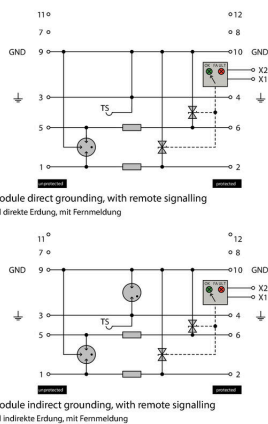 11 12
7 8
GND 9 10 GND
OK FAULT
X2
X1
3 4
TS
5 6
1 2
unprotected protected
odule direct grounding, with remote signalling
l direkte Erdung, mit Fernmeldung
11 12
7 8
GND 9 10 GND
OK FAULT
X2
X1
3 4
TS
5 6
1 2
unprotected protected
odule indirect grounding, with remote signalling
l indirekte Erdung, mit Fernmeldung